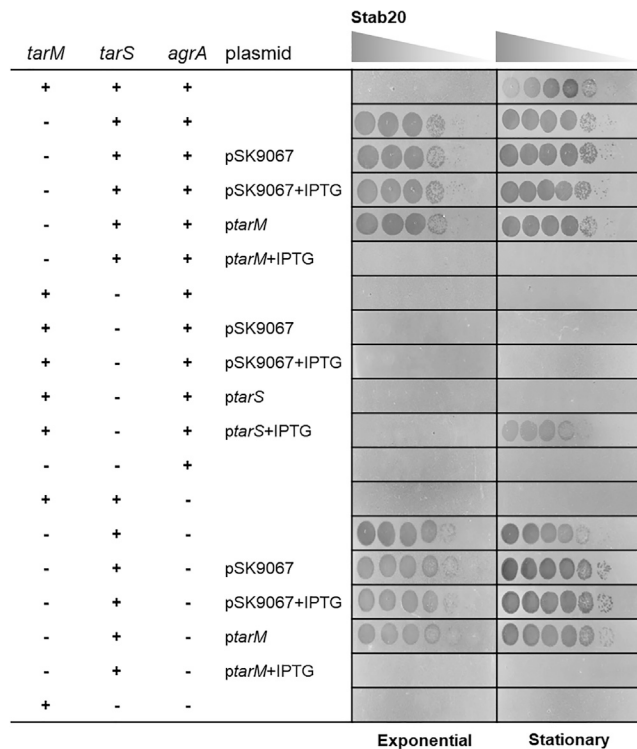 Stab20
tarM tarS agrA plasmid
+ + +
- + +
- + + pSK9067
- + + pSK9067+IPTG
- + + ptarM
- + + ptarM+IPTG
+ - +
+ - + pSK9067
+ - + pSK9067+IPTG
+ - + ptarS
+ - + ptarS+IPTG
- - +
+ + -
- + -
- + - pSK9067
- + - pSK9067+IPTG
- + - ptarM
- + - ptarM+IPTG
+ - -
Exponential Stationary